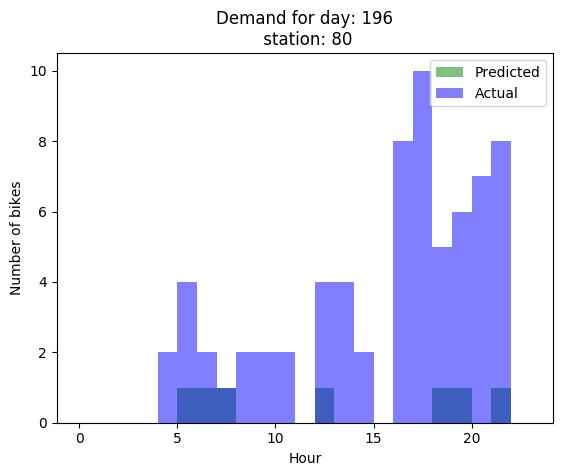 Demand for day: 196
station: 80
Predicted
Actual
Number of bikes
10
8
6
4
2
0
0 5 10 15 20
Hour